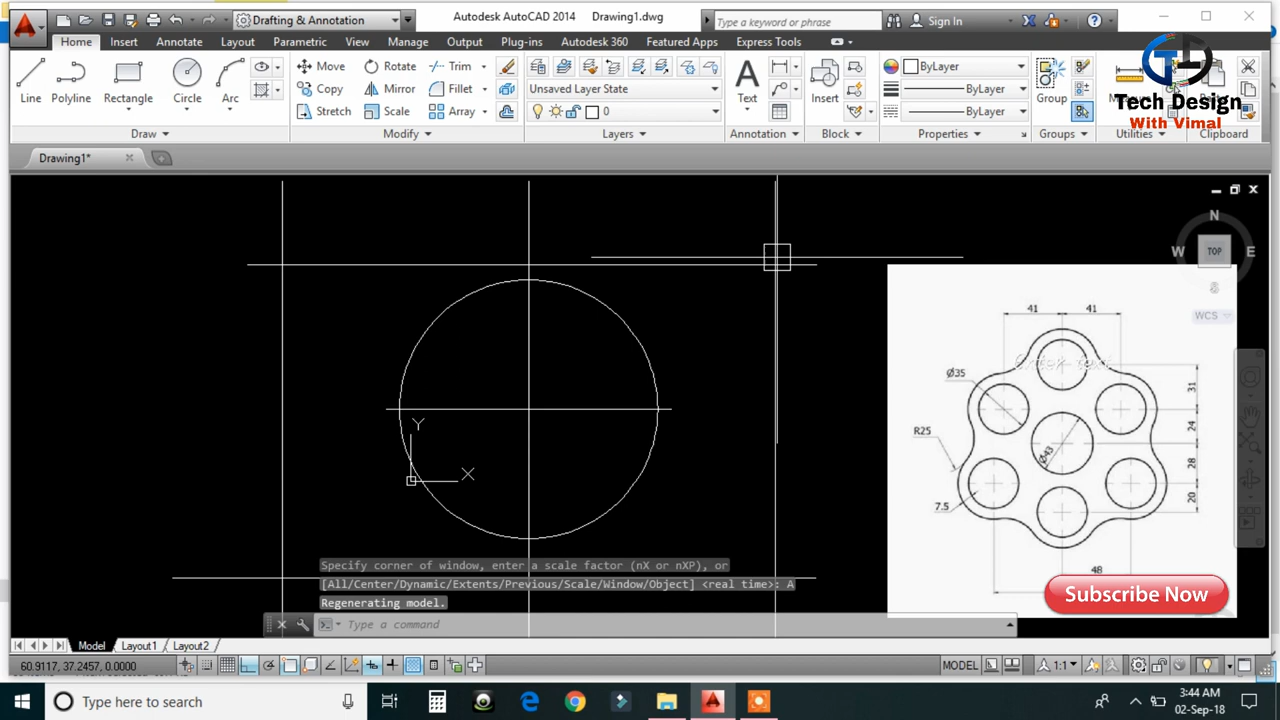 Drafting & Annotation
Autodesk AutoCAD 2014 Drawing1.dwg
Type a keyword or phrase
Sign In
Home Insert Annotate Layout Parametric View Manage Output Plug-ins Autodesk 360 Featured Apps Express Tools
Line Polyline Rectangle Circle Arc
Move Rotate Trim
Copy Mirror Fillet
Stretch Scale Array
Unsaved Layer State
0
Text
Insert
ByLayer
ByLayer
ByLayer
Group
Tech Design
With Vimal
Draw Modify Layers Annotation Block Properties Groups Utilities Clipboard
Drawing1*
N
W TOP E
S
WCS
Y
X
41 41
Enter text
Ø35
31
R25
24
Ø43
28
7.5
20
48
Subscribe Now
Specify corner of window, enter a scale factor (nX or nXP), or
[All/Center/Dynamic/Extents/Previous/Scale/Window/Object] <real time>: A
Regenerating model.
Type a command
Model Layout1 Layout2
60.9117, 37.2457, 0.0000
MODEL
1:1
Type here to search
3:44 AM
02-Sep-18